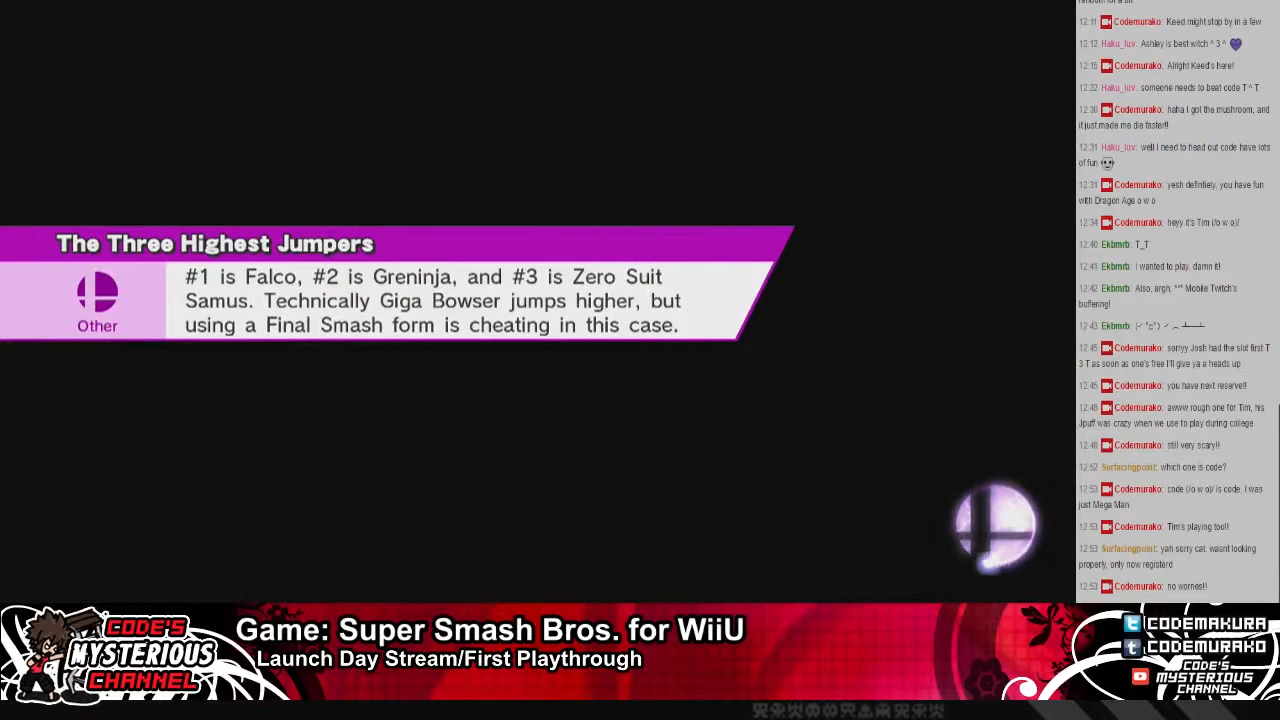 The Three Highest Jumpers
Other
#1 is Falco, #2 is Greninja, and #3 is Zero Suit
Samus. Technically Giga Bowser jumps higher, but
using a Final Smash form is cheating in this case.
12:11 Codemurako: Keed might stop by in a few
12:12 Haku_luv: Ashley is best witch ^ 3 ^ 💜
12:15 Codemurako: Alright Keed's here!
12:22 Haku_luv: someone needs to beat code T ^ T
12:30 Codemurako: haha I got the mushroom, and
it just made me die faster!!
12:31 Haku_luv: well I need to head out code have lots
of fun
12:31 Codemurako: yesh defintiely, you have fun
with Dragon Age o w o
12:34 Codemurako: heyy it's Tim (/o w o)/
12:40 Ekbmrb: T_T
12:41 Ekbmrb: I wanted to play, damn it!
12:42 Ekbmrb: Also, argh, *** Mobile Twitch's
buffering!
12:43 Ekbmrb:
12:45 Codemurako: sorryy Josh had the slot first T
3 T as soon as one's free I'll give ya a heads up
12:45 Codemurako: you have next reserve!!
12:48 Codemurako: awww rough one for Tim, his
Jpuff was crazy when we use to play during college
12:48 Codemurako: still very scary!!
12:52 Surfacingpoint: which one is code?
12:53 Codemurako: code (/o w o)/ is code, I was
just Mega Man
12:53 Codemurako: Tim's playing too!!
12:53 Surfacingpoint: yah sorry cat. wasnt looking
properly, only now registerd
12:53 Codemurako: no worries!!
CODE'S
MYSTERIOUS
CHANNEL
Game: Super Smash Bros. for WiiU
Launch Day Stream/First Playthrough
CODEMAKURA
CODEMURAKO
CODE'S
MYSTERIOUS
CHANNEL